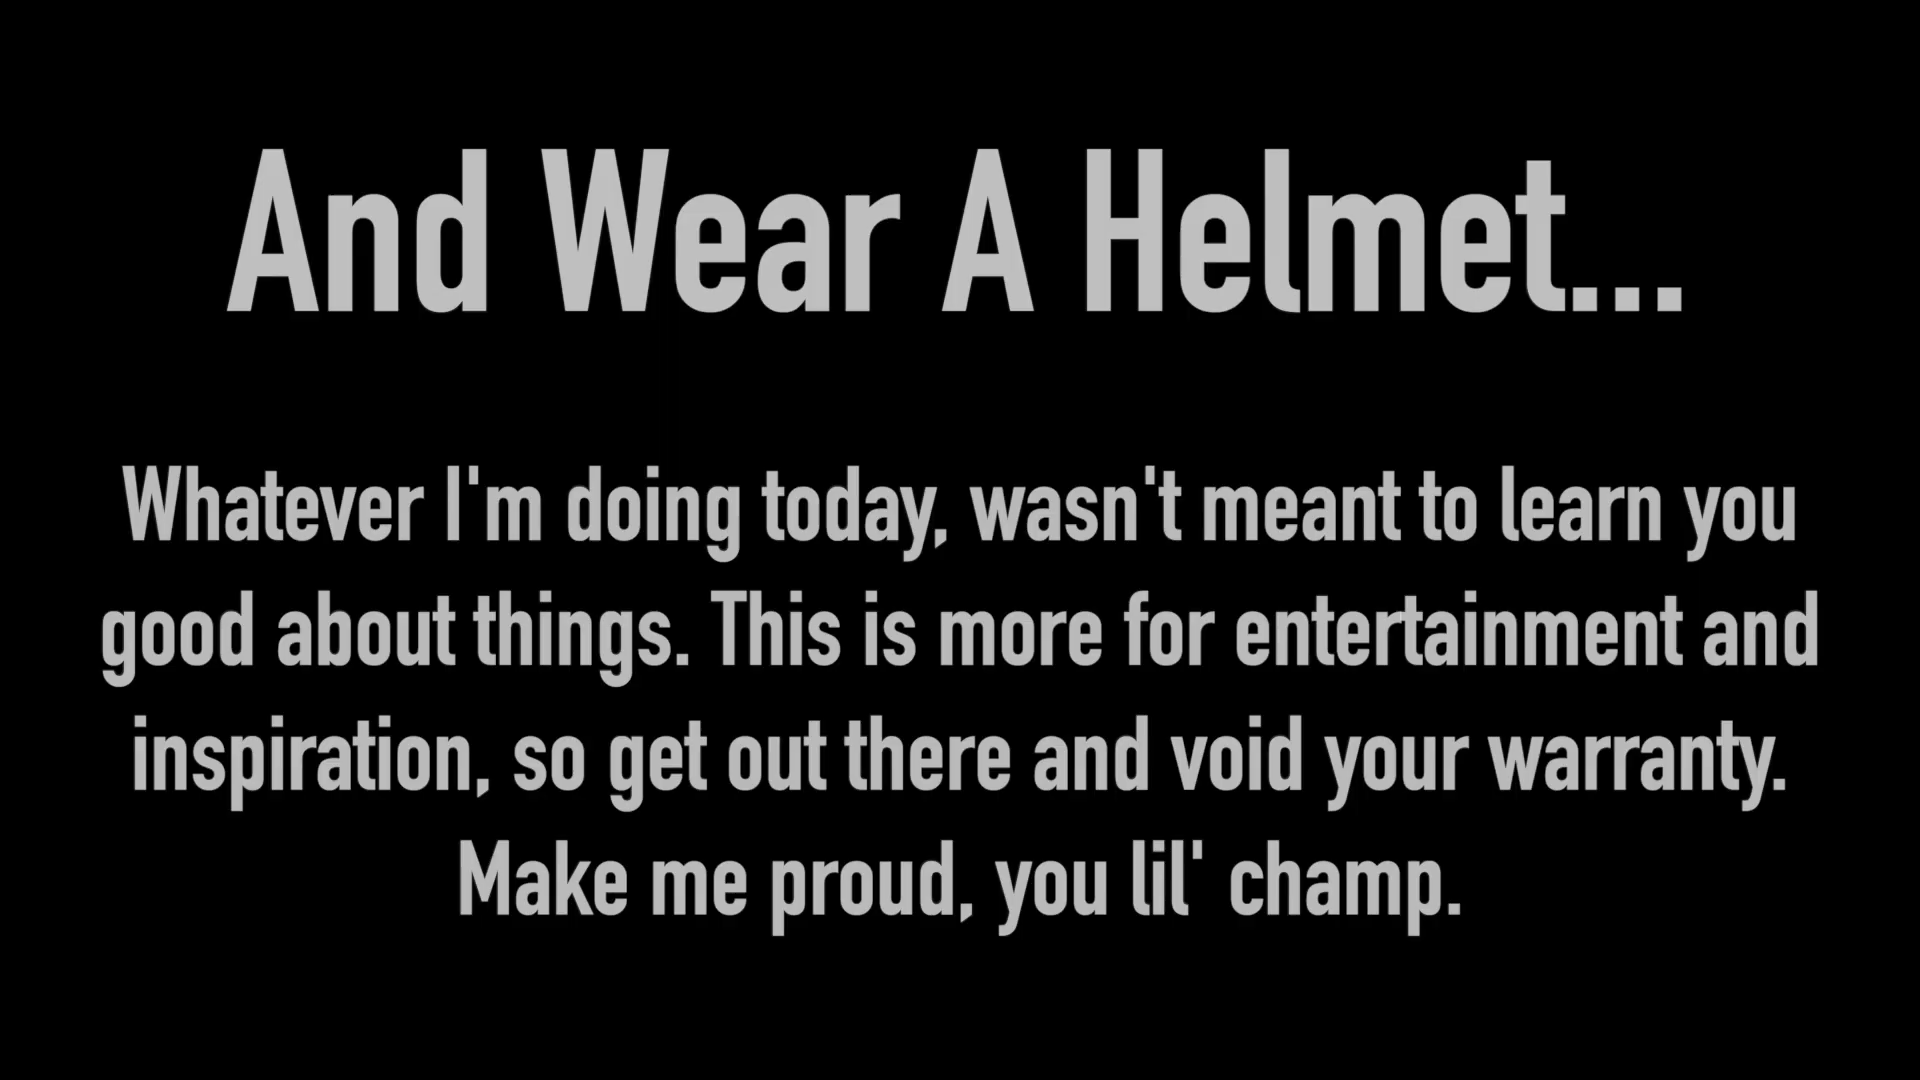 And Wear A Helmet...
Whatever I'm doing today, wasn't meant to learn you
good about things. This is more for entertainment and
inspiration, so get out there and void your warranty.
Make me proud, you lil' champ.